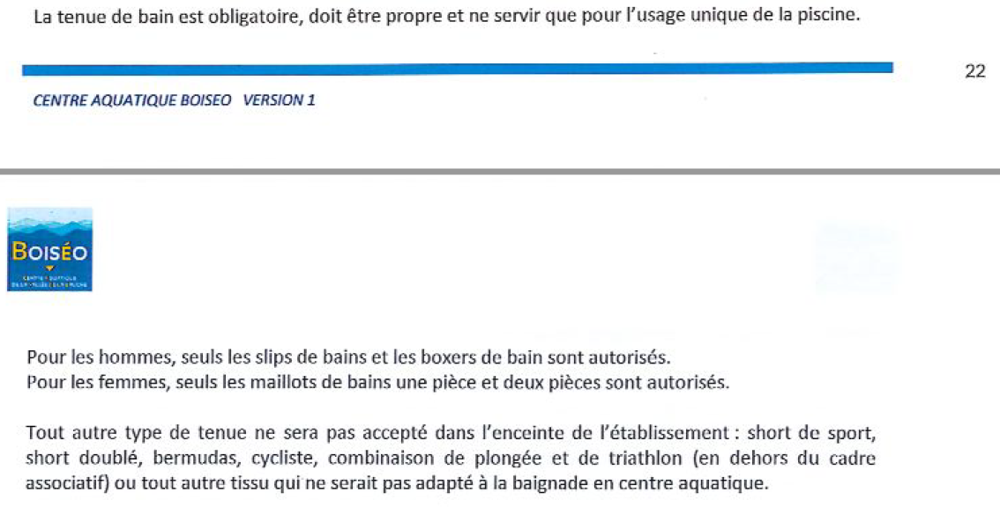 La tenue de bain est obligatoire, doit être propre et ne servir que pour l’usage unique de la piscine.
22
CENTRE AQUATIQUE BOISEO VERSION 1
BOISÉO
Pour les hommes, seuls les slips de bains et les boxers de bain sont autorisés.
Pour les femmes, seuls les maillots de bains une pièce et deux pièces sont autorisés.
Tout autre type de tenue ne sera pas accepté dans l’enceinte de l’établissement : short de sport,
short doublé, bermudas, cycliste, combinaison de plongée et de triathlon (en dehors du cadre
associatif) ou tout autre tissu qui ne serait pas adapté à la baignade en centre aquatique.